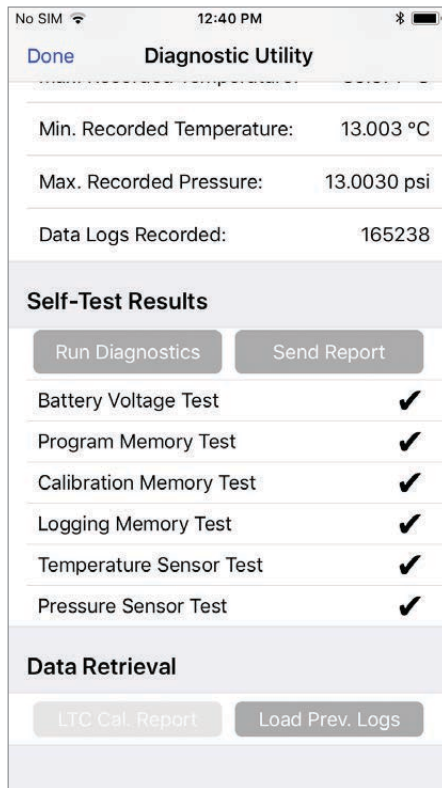 No SIM 12:40 PM
Done Diagnostic Utility
Min. Recorded Temperature: 13.003 °C
Max. Recorded Pressure: 13.0030 psi
Data Logs Recorded: 165238
Self-Test Results
Run Diagnostics Send Report
Battery Voltage Test ✔
Program Memory Test ✔
Calibration Memory Test ✔
Logging Memory Test ✔
Temperature Sensor Test ✔
Pressure Sensor Test ✔
Data Retrieval
LTC Cal. Report Load Prev. Logs